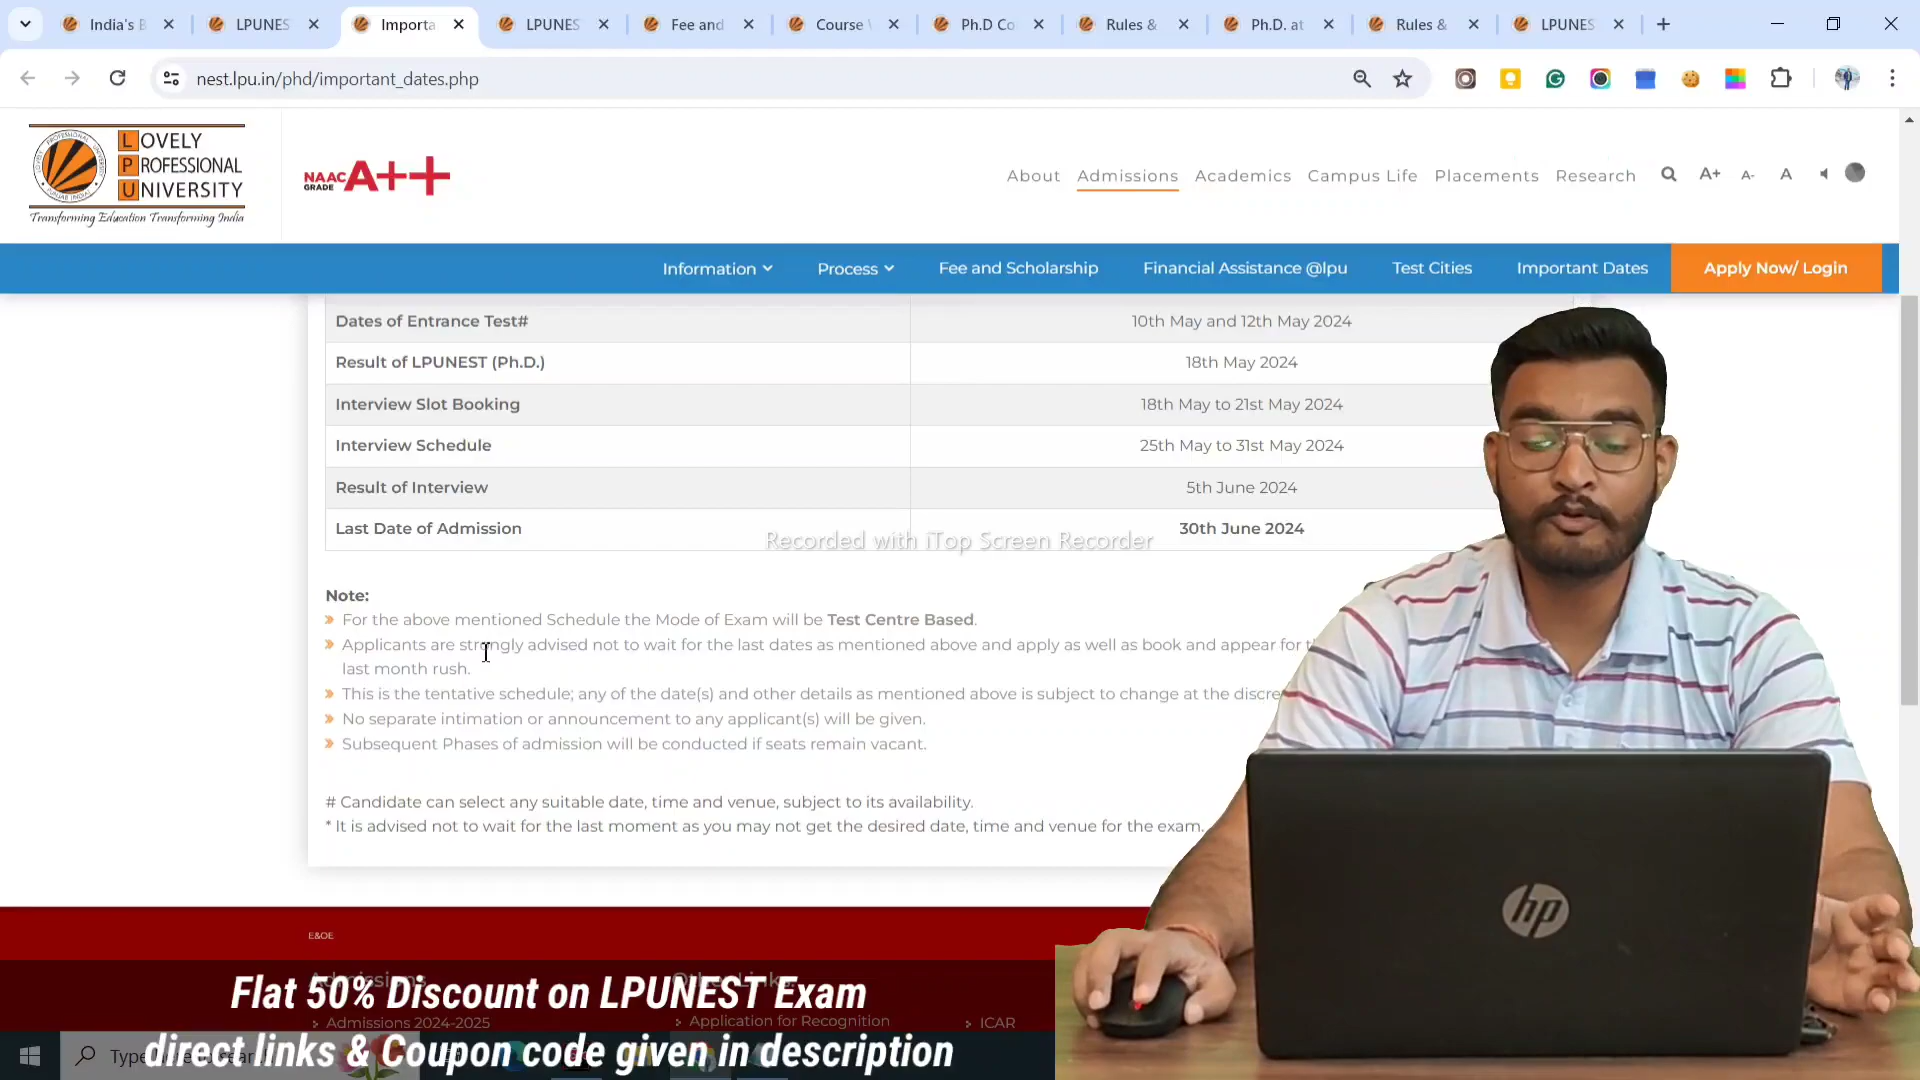 India's B
LPUNES
Importa
LPUNES
Fee and
Course
Ph.D Co
Rules &
Ph.D. at
Rules &
LPUNES
nest.lpu.in/phd/important_dates.php
LOVELY
PROFESSIONAL
UNIVERSITY
Transforming Education Transforming India
NAAC
GRADE A++
About Admissions Academics Campus Life Placements Research A+ A- A
Information Process Fee and Scholarship Financial Assistance @lpu Test Cities Important Dates Apply Now/ Login
Dates of Entrance Test# 10th May and 12th May 2024
Result of LPUNEST (Ph.D.) 18th May 2024
Interview Slot Booking 18th May to 21st May 2024
Interview Schedule 25th May to 31st May 2024
Result of Interview 5th June 2024
Last Date of Admission 30th June 2024
Recorded with iTop Screen Recorder
Note:
For the above mentioned Schedule the Mode of Exam will be Test Centre Based.
Applicants are strongly advised not to wait for the last dates as mentioned above and apply as well as book and appear for
last month rush.
This is the tentative schedule; any of the date(s) and other details as mentioned above is subject to change at the
No separate intimation or announcement to any applicant(s) will be given.
Subsequent Phases of admission will be conducted if seats remain vacant.
# Candidate can select any suitable date, time and venue, subject to its availability.
* It is advised not to wait for the last moment as you may not get the desired date, time and venue for the exam.
E&OE
Admissions Other Links
Flat 50% Discount on LPUNEST Exam
Admissions 2024-2025 Application for Recognition ICAR
direct links & Coupon code given in description
hp